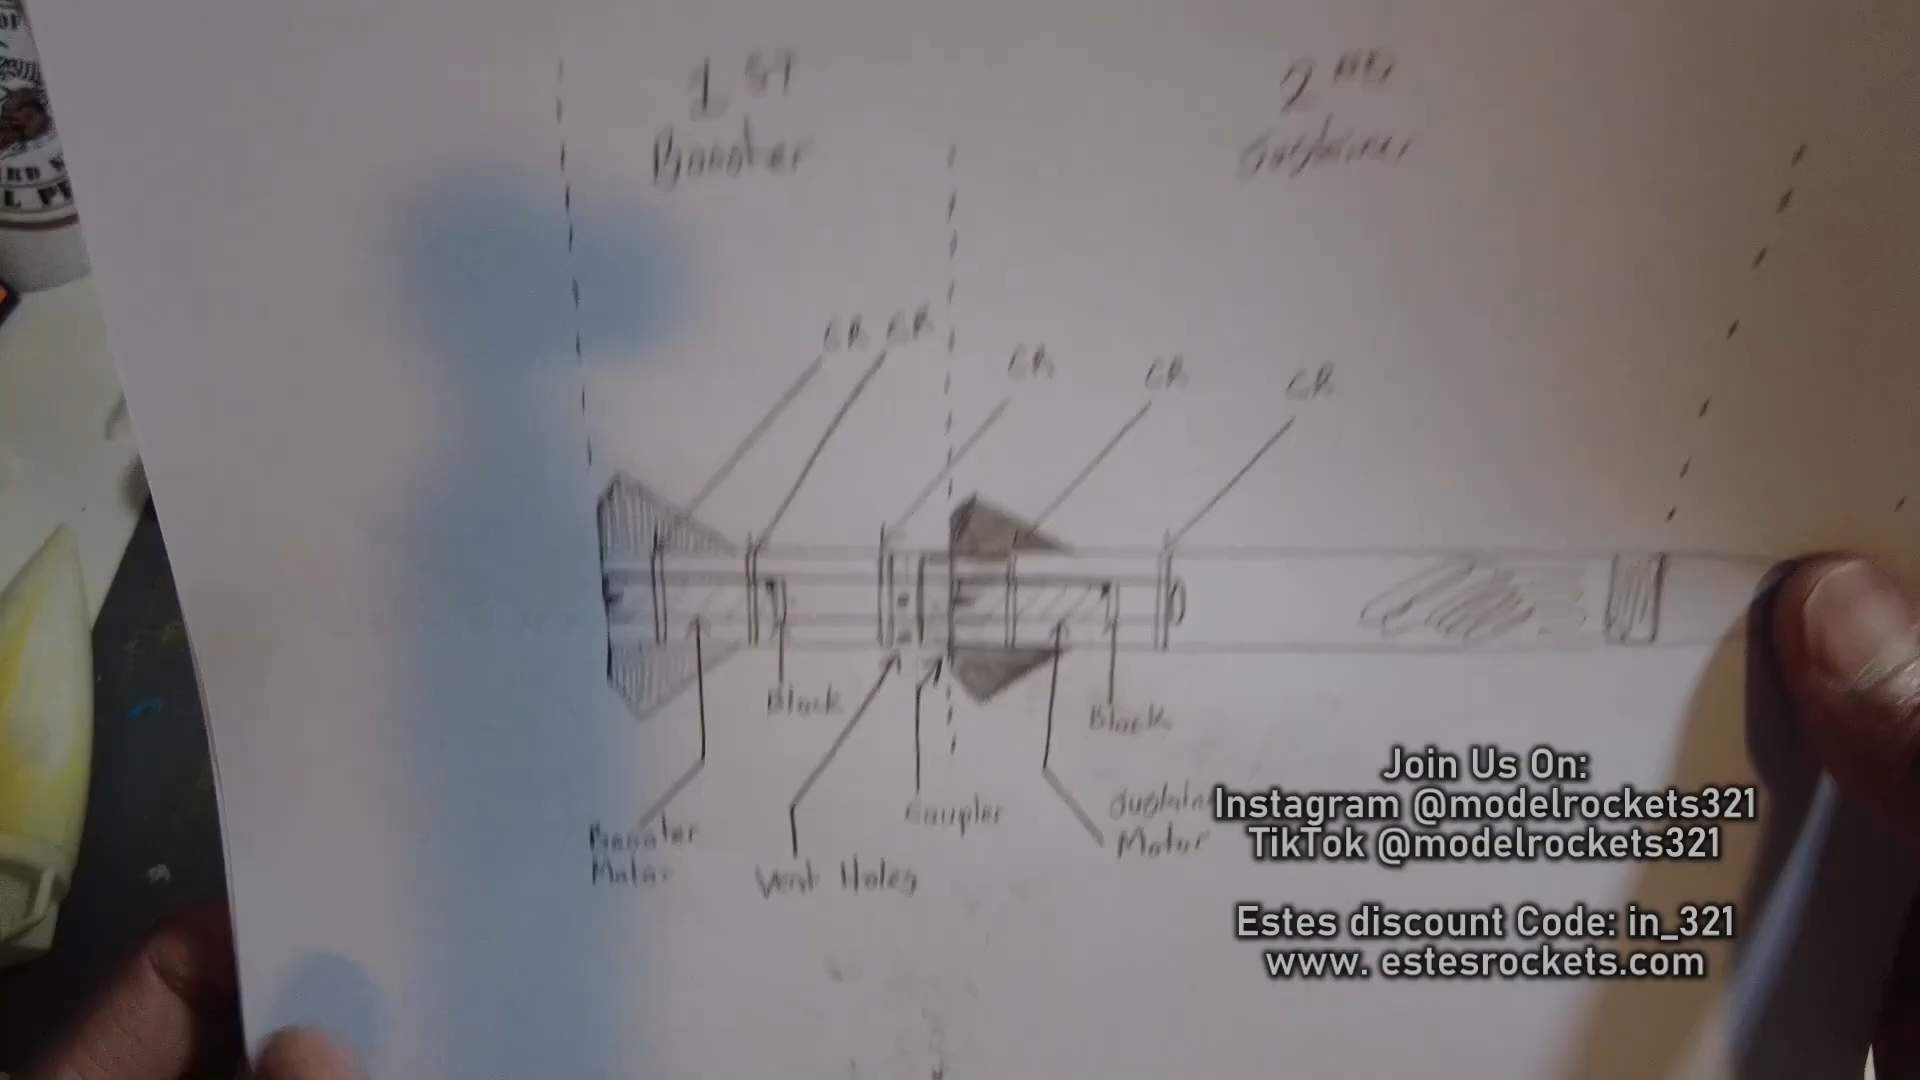 1ST
Booster
2ND
Sustainer
CR CR
CR
CR
CR
Block
Block
Coupler
Booster
Motor
Vent Holes
Motor
Join Us On:
Instagram @modelrockets321
TikTok @modelrockets321
Estes discount Code: in_321
www. estesrockets.com